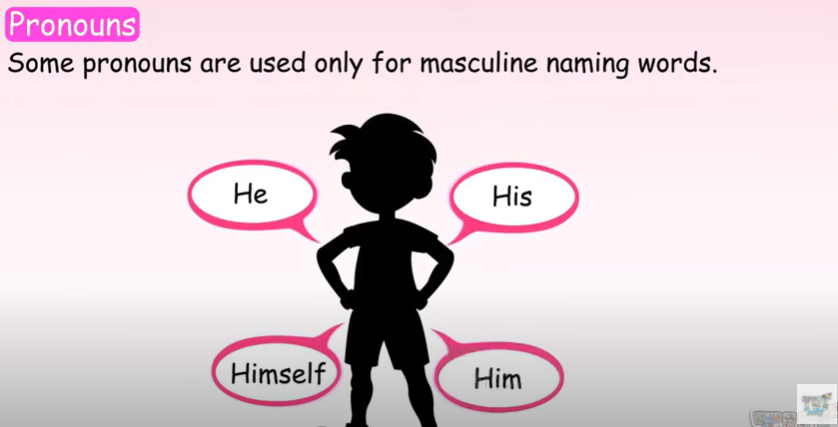 Pronouns
Some pronouns are used only for masculine naming words.
He
His
Himself
Him